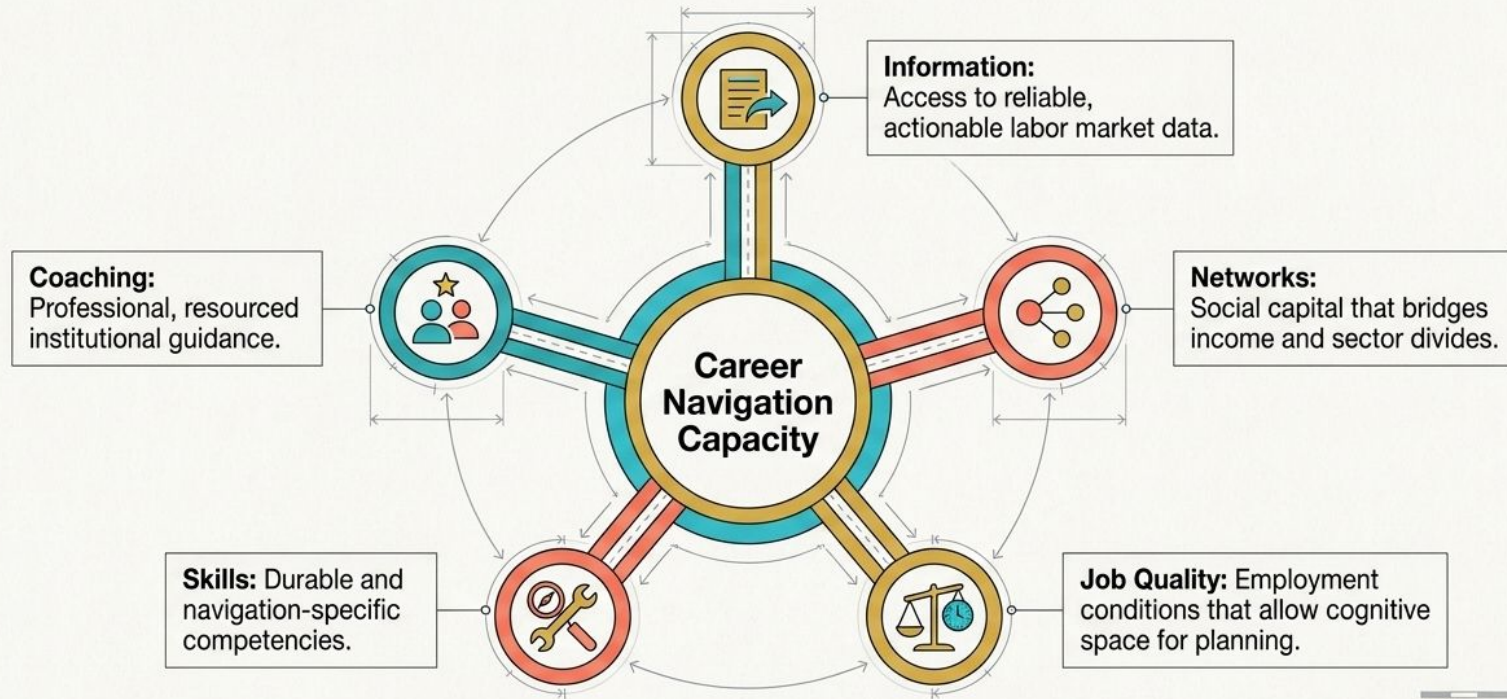 Information:
Access to reliable,
actionable labor market data.
Coaching:
Professional, resourced
institutional guidance.
Networks:
Social capital that bridges
income and sector divides.
Career
Navigation
Capacity
Skills: Durable and
navigation-specific
competencies.
Job Quality: Employment
conditions that allow cognitive
space for planning.